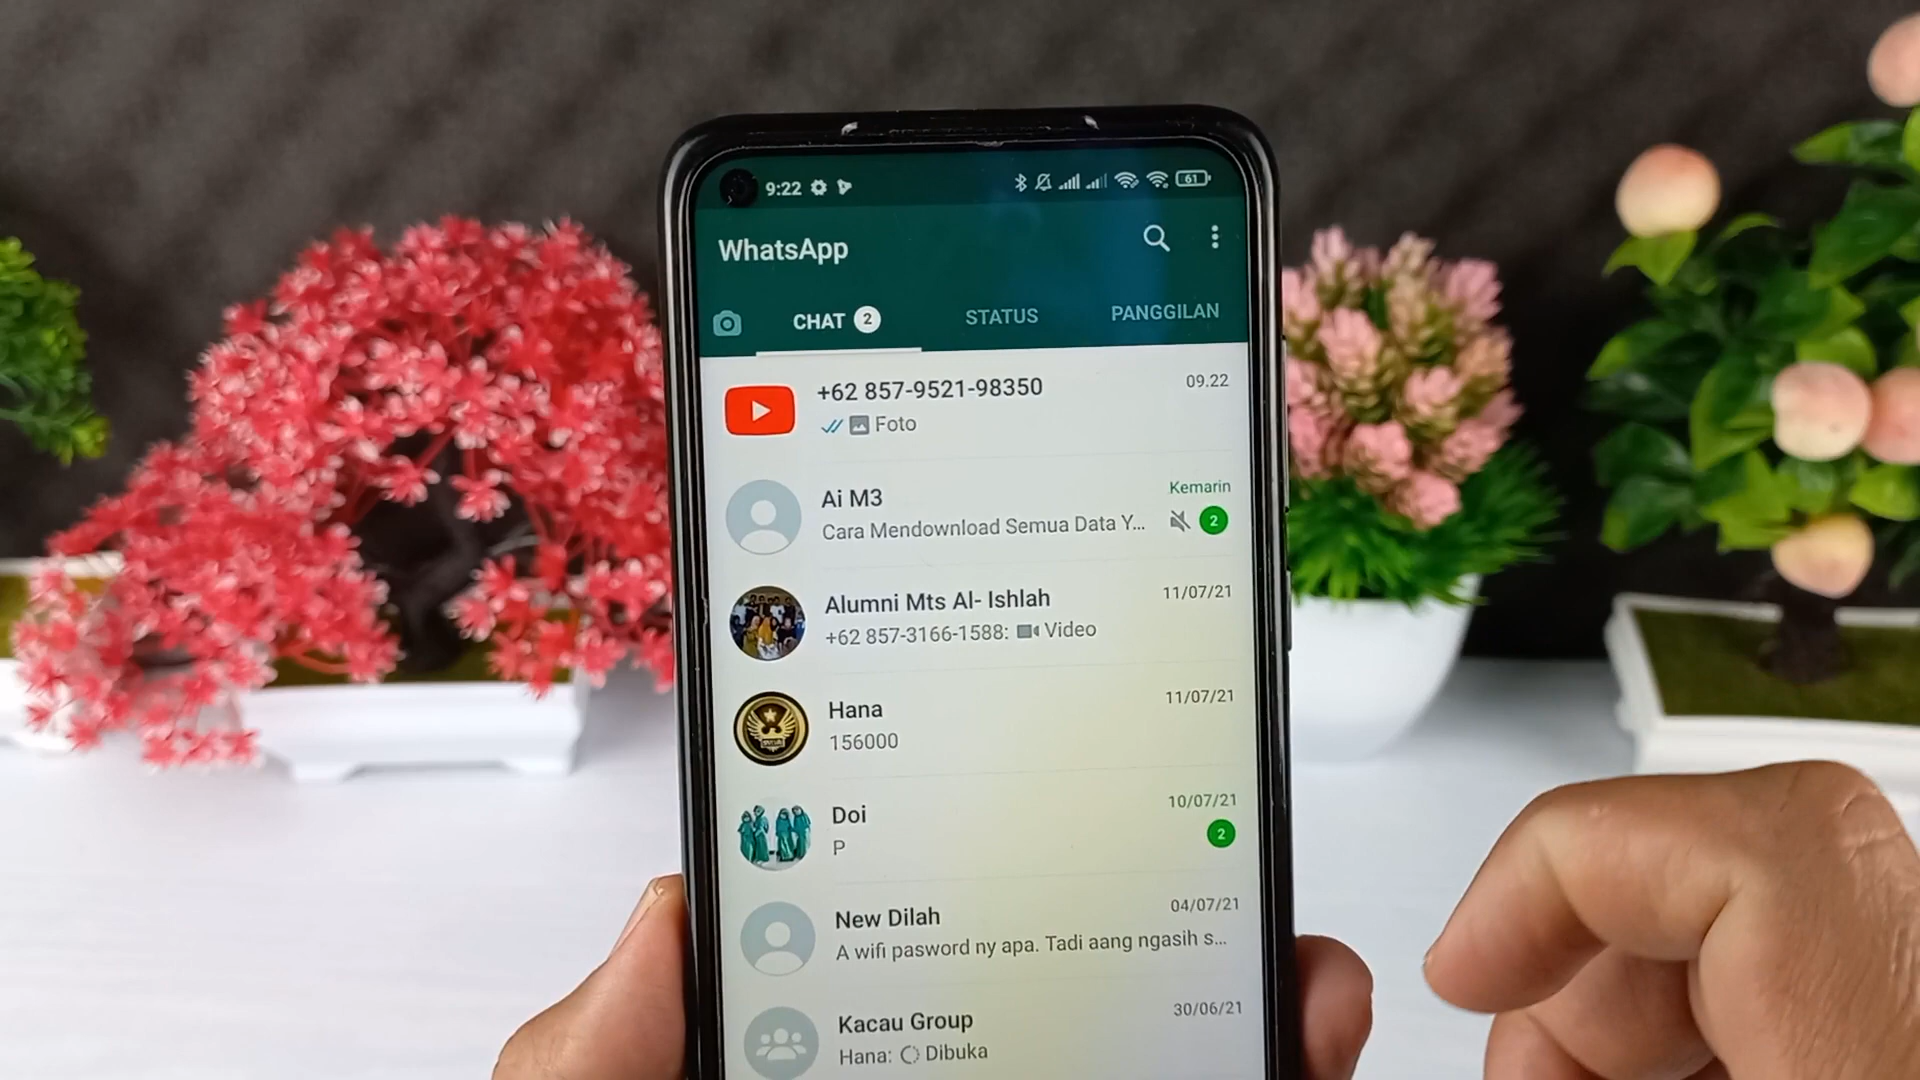 9:22
61
WhatsApp
CHAT 2
STATUS
PANGGILAN
+62 857-9521-98350
09.22
Foto
Ai M3
Kemarin
Cara Mendownload Semua Data Y...
2
Alumni Mts Al- Ishlah
11/07/21
+62 857-3166-1588: Video
Hana
11/07/21
156000
Doi
10/07/21
P
2
New Dilah
04/07/21
A wifi pasword ny apa. Tadi aang ngasih s...
Kacau Group
30/06/21
Hana: Dibuka